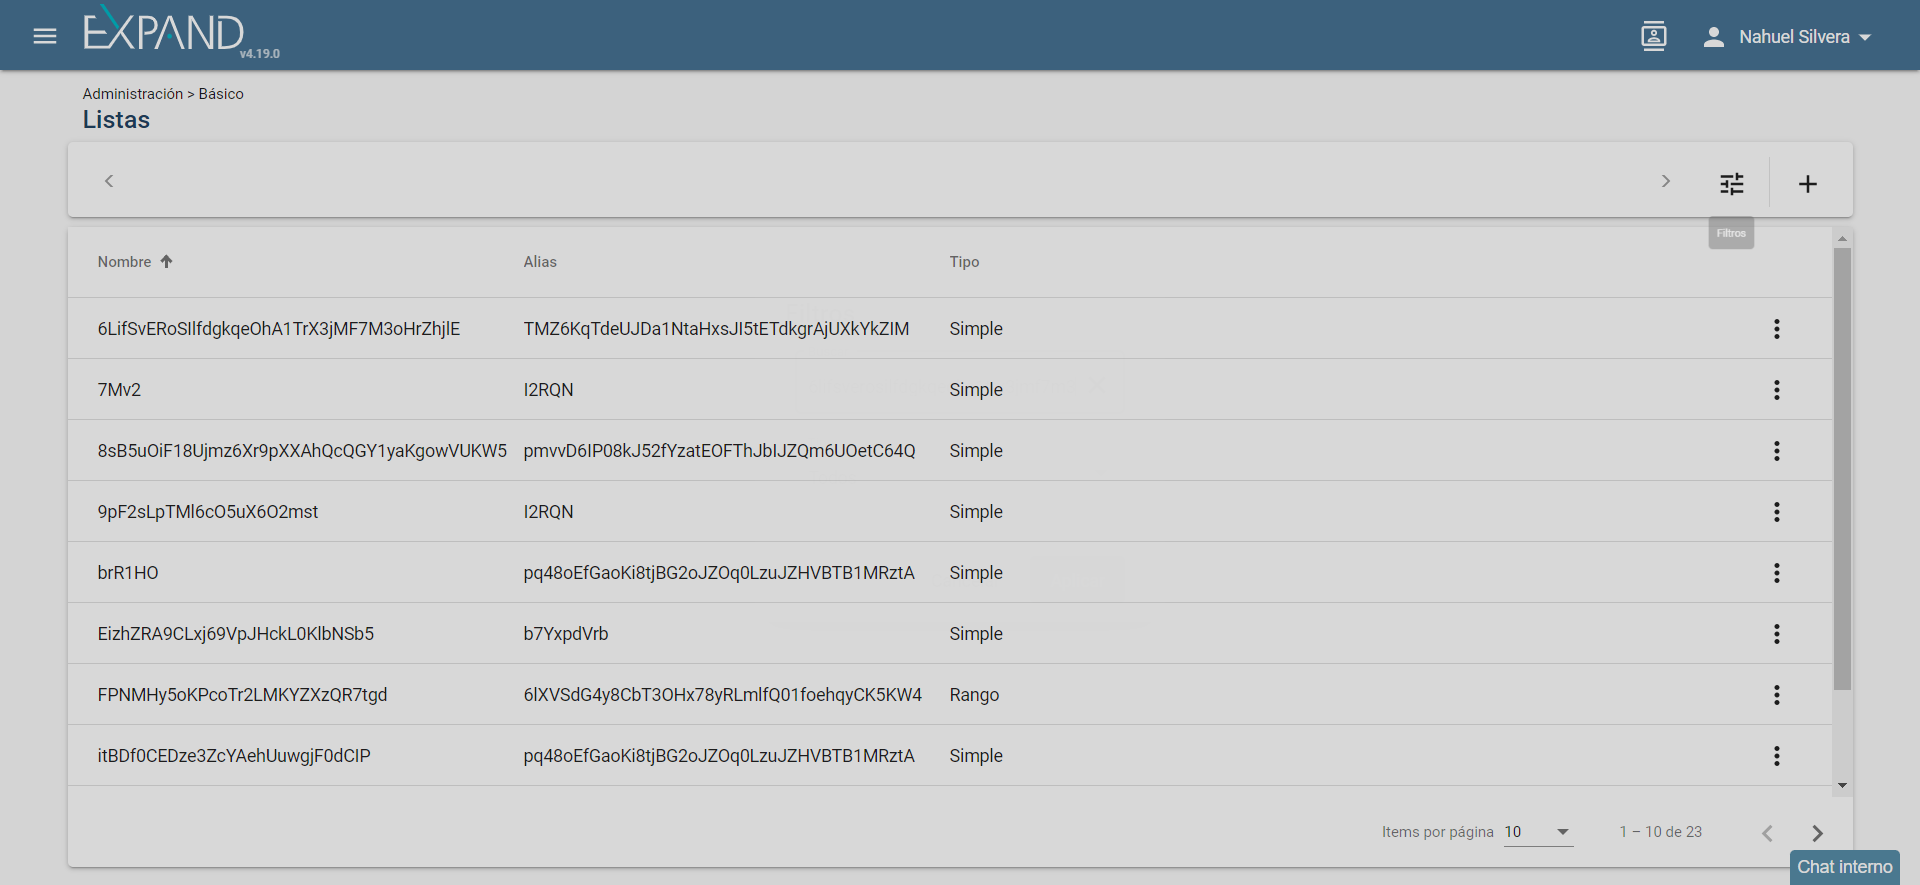 EXPAND
v4.19.0
Nahuel Silvera
Administración > Básico
Listas
Filtros
Nombre Alias Tipo
6LifSvERoSIlfdgkqeOhA1TrX3jMF7M3oHrZhjlE TMZ6KqTdeUJDa1NtaHxsJI5tETdkgrAjUXkYkZIM Simple
7Mv2 I2RQN Simple
8sB5uOiF18Ujmz6Xr9pXXAhQcQGY1yaKgowVUKW5 pmvvD6IP08kJ52fYzatEOFThJbIJZQm6UOetC64Q Simple
9pF2sLpTMl6cO5uX6O2mst I2RQN Simple
brR1HO pq48oEfGaoKi8tjBG2oJZOq0LzuJZHVBTB1MRztA Simple
EizhZRA9CLxj69VpJHckL0KlbNSb5 b7YxpdVrb Simple
FPNMHy5oKPcoTr2LMKYZXzQR7tgd 6lXVSdG4y8CbT3OHx78yRLmlfQ01foehqyCK5KW4 Rango
itBDf0CEDze3ZcYAehUuwgjF0dCIP pq48oEfGaoKi8tjBG2oJZOq0LzuJZHVBTB1MRztA Simple
Items por página 10 1 – 10 de 23
Chat interno